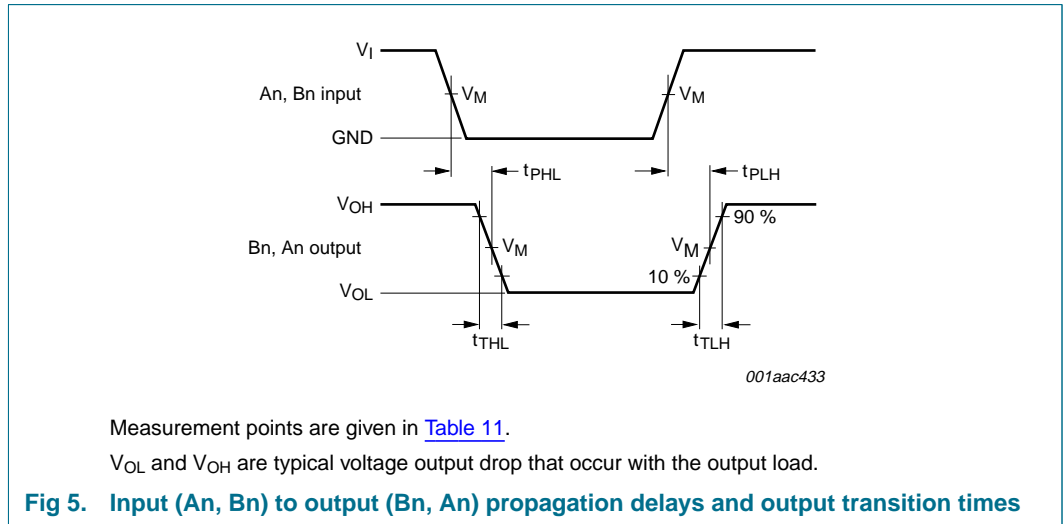 VI
An, Bn input
VM
VM
GND
tPHL
tPLH
VOH
90 %
Bn, An output
VM
VM
10 %
VOL
tTHL
tTLH
001aac433
Measurement points are given in Table 11.
VOL and VOH are typical voltage output drop that occur with the output load.
Fig 5. Input (An, Bn) to output (Bn, An) propagation delays and output transition times